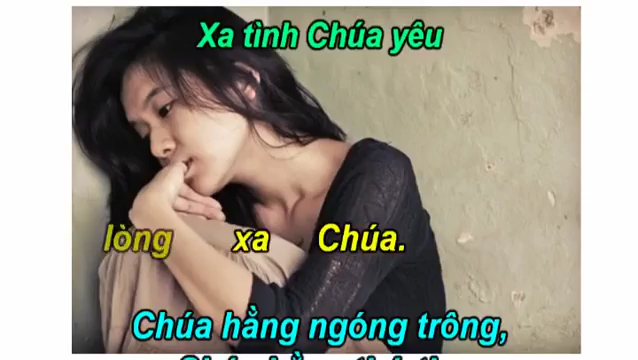 Xa tình Chúa yêu
lòng xa Chúa.
Chúa hằng ngóng trông,